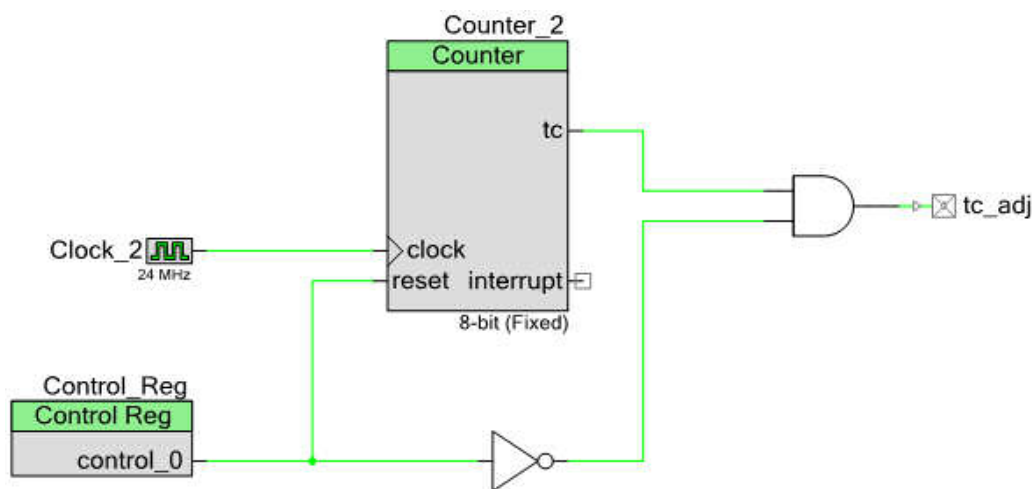 Counter_2
Counter
tc
tc_adj
Clock_2
24 MHz
clock
reset
interrupt
8-bit (Fixed)
Control_Reg
Control Reg
control_0